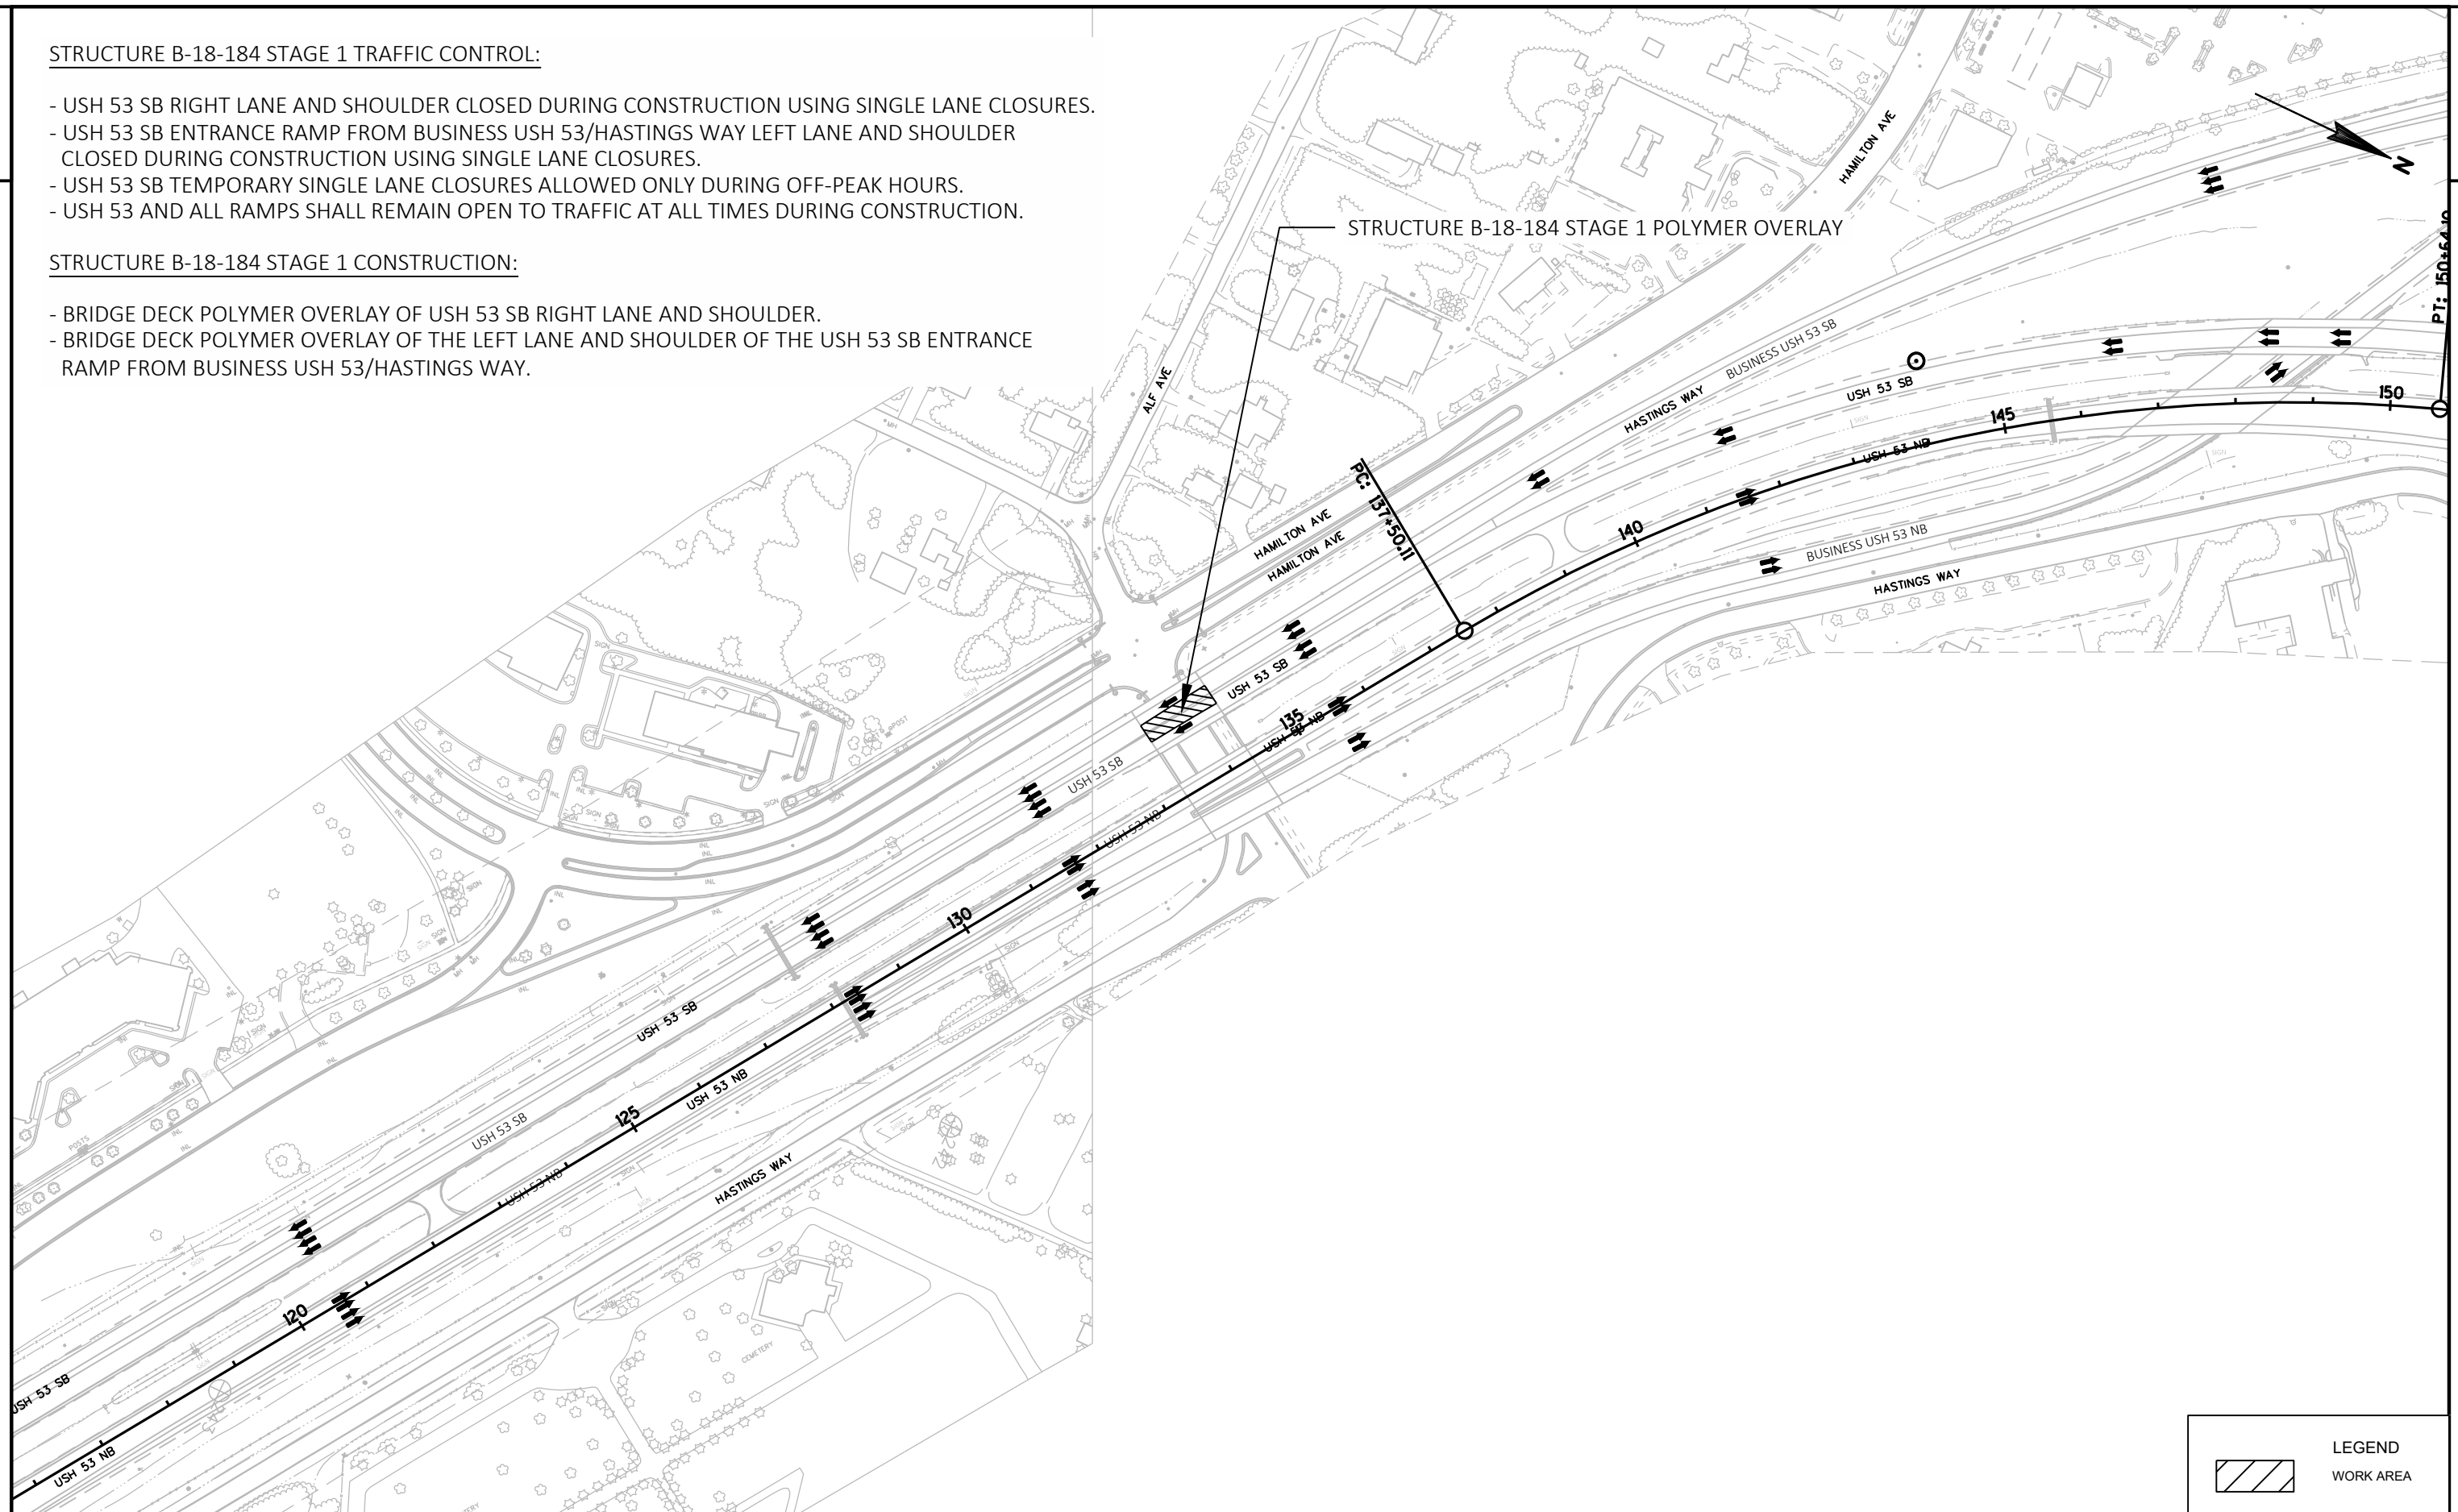 STRUCTURE B-18-184 STAGE 1 TRAFFIC CONTROL:
- USH 53 SB RIGHT LANE AND SHOULDER CLOSED DURING CONSTRUCTION USING SINGLE LANE CLOSURES.
- USH 53 SB ENTRANCE RAMP FROM BUSINESS USH 53/HASTINGS WAY LEFT LANE AND SHOULDER
CLOSED DURING CONSTRUCTION USING SINGLE LANE CLOSURES.
- USH 53 SB TEMPORARY SINGLE LANE CLOSURES ALLOWED ONLY DURING OFF-PEAK HOURS.
- USH 53 AND ALL RAMPS SHALL REMAIN OPEN TO TRAFFIC AT ALL TIMES DURING CONSTRUCTION.
STRUCTURE B-18-184 STAGE 1 CONSTRUCTION:
- BRIDGE DECK POLYMER OVERLAY OF USH 53 SB RIGHT LANE AND SHOULDER.
- BRIDGE DECK POLYMER OVERLAY OF THE LEFT LANE AND SHOULDER OF THE USH 53 SB ENTRANCE
RAMP FROM BUSINESS USH 53/HASTINGS WAY.
STRUCTURE B-18-184 STAGE 1 POLYMER OVERLAY
HAMILTON AVE
N
ALF AVE
BUSINESS USH 53 SB
HASTINGS WAY
USH 53 SB
150
145
USH 53 NB
PC: 137+50.11
140
HAMILTON AVE
HAMILTON AVE
BUSINESS USH 53 NB
HASTINGS WAY
USH 53 SB
135
USH 53 NB
USH 53 SB
USH 53 NB
130
USH 53 SB
USH 53 NB
125
USH 53 SB
USH 53 NB
HASTINGS WAY
120
CEMETERY
USH 53 SB
USH 53 NB
POSTS
POST
SIGN
INL
MH
LEGEND
WORK AREA